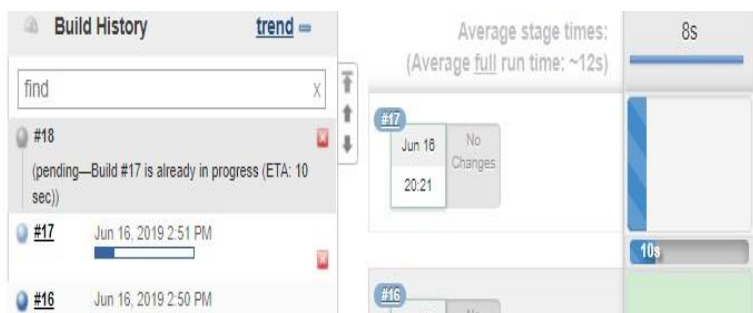 Build History
trend
find
x
#18
(pending—Build #17 is already in progress (ETA: 10
sec))
#17 Jun 16, 2019 2:51 PM
#16 Jun 16, 2019 2:50 PM
Average stage times:
(Average full run time: ~12s)
8s
#17
Jun 16
20:21
No
Changes
10s
#16
No